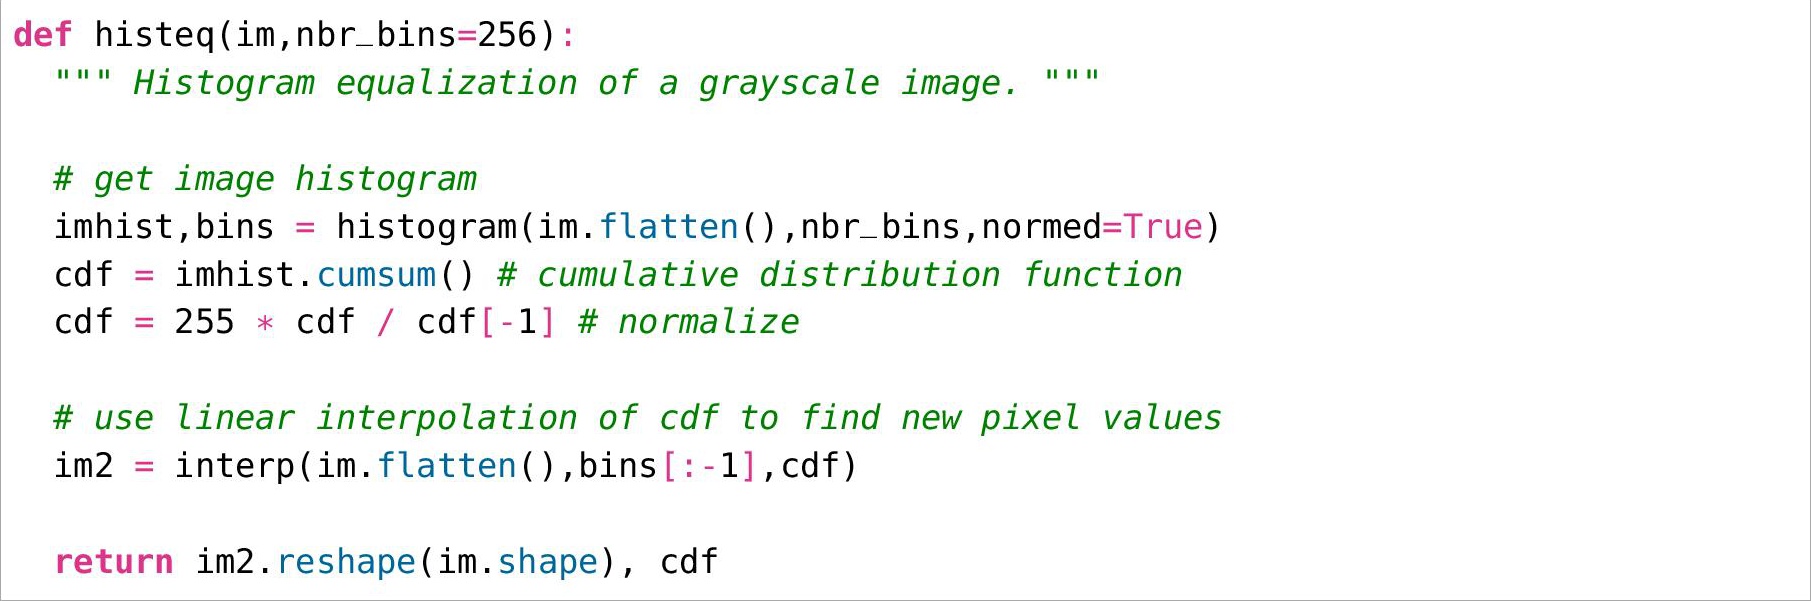 def histeq(im,nbr_bins=256):
  """ Histogram equalization of a grayscale image. """
  # get image histogram
  imhist,bins = histogram(im.flatten(),nbr_bins,normed=True)
  cdf = imhist.cumsum() # cumulative distribution function
  cdf = 255 * cdf / cdf[-1] # normalize
  # use linear interpolation of cdf to find new pixel values
  im2 = interp(im.flatten(),bins[:-1],cdf)
  return im2.reshape(im.shape), cdf